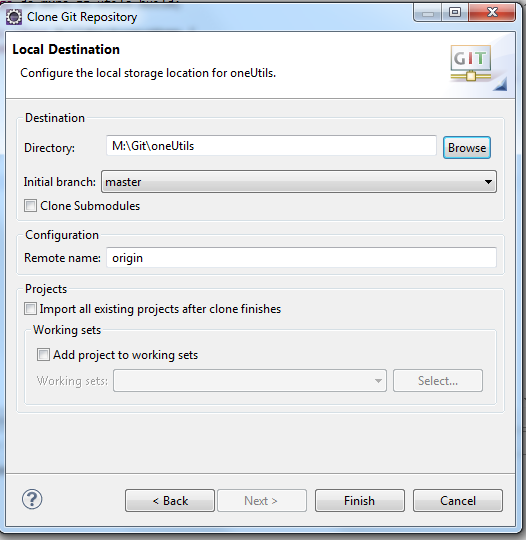 Clone Git Repository
Local Destination
Configure the local storage location for oneUtils.
GIT
Destination
Directory: M:\Git\oneUtils Browse
Initial branch: master
Clone Submodules
Configuration
Remote name: origin
Projects
Import all existing projects after clone finishes
Working sets
Add project to working sets
Working sets: Select...
? < Back Next > Finish Cancel